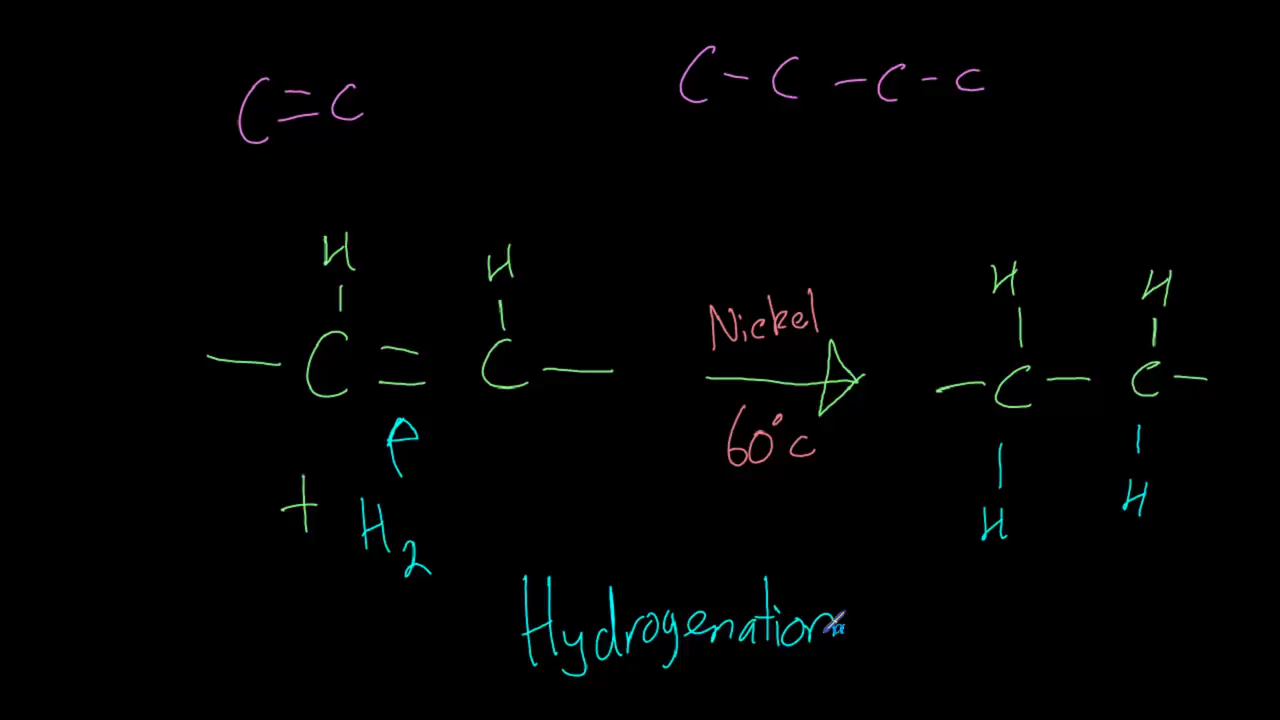 C=C
C-C-C-C
H H
-C=C-
Nickel
60°C
H H
-C-C-
H H
+ H2
Hydrogenation